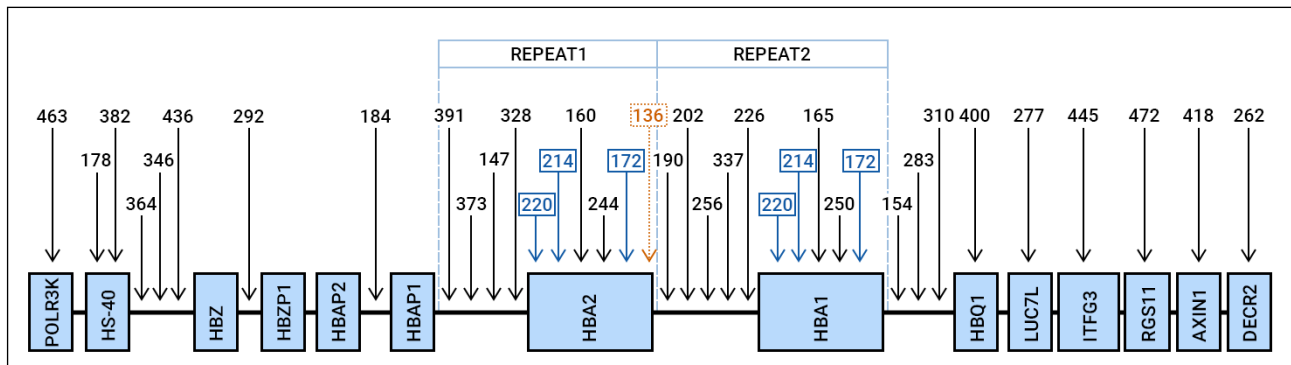 REPEAT1 REPEAT2
463 382 436 292 184 391 328 160 136 202 226 165 310 400 277 445 472 418 262
178 346 147 214 172 190 337 214 172 283
364 373 220 244 256 220 250 154
POLR3K HS-40 HBZ HBZP1 HBAP2 HBAP1 HBA2 HBA1 HBQ1 LUC7L ITFG3 RGS11 AXIN1 DECR2